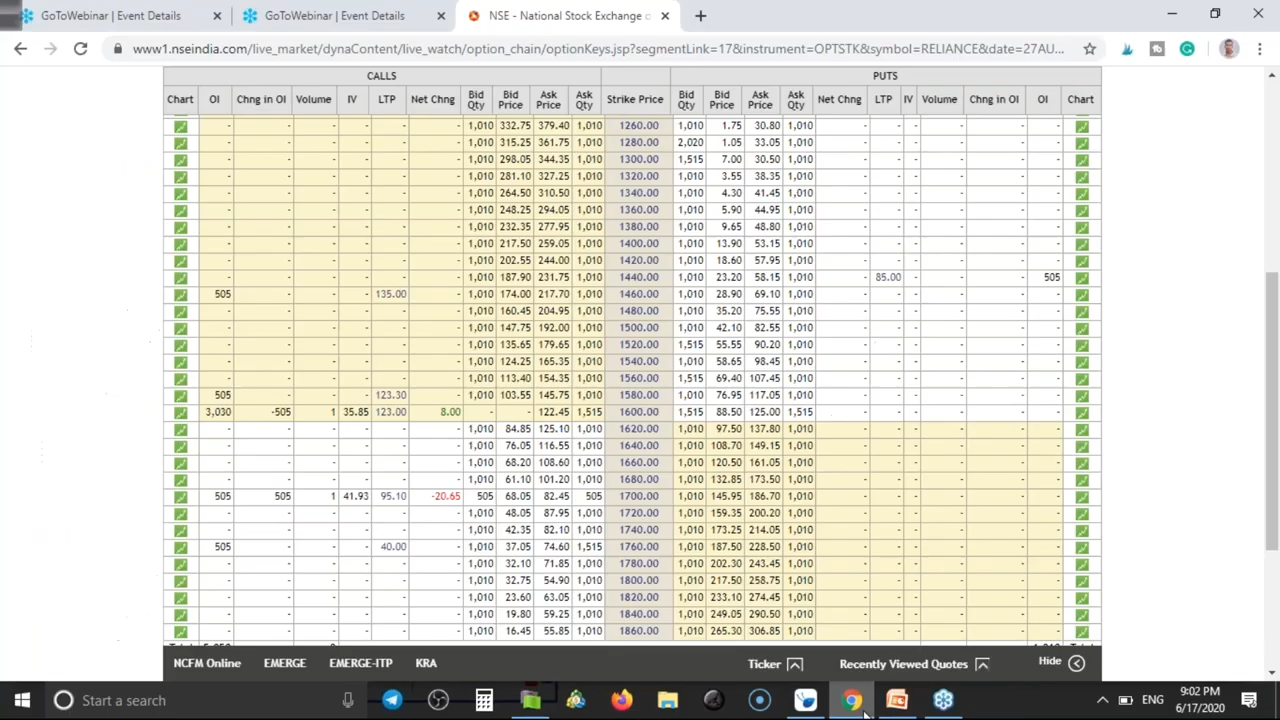 GoToWebinar | Event Details GoToWebinar | Event Details NSE - National Stock Exchange o
www1.nseindia.com/live_market/dynaContent/live_watch/option_chain/optionKeys.jsp?segmentLink=17&instrument=OPTSTK&symbol=RELIANCE&date=27AU...
CALLS PUTS
Chart OI Chng in OI Volume IV LTP Net Chng Bid Qty Bid Price Ask Price Ask Qty Strike Price Bid Qty Bid Price Ask Price Ask Qty Net Chng LTP IV Volume Chng in OI OI Chart
- - - - - - 1,010 332.75 379.40 1,010 1260.00 1,010 1.75 30.80 1,010 - - - - - -
- - - - - - 1,010 315.25 361.75 1,010 1280.00 2,020 1.05 33.05 1,010 - - - - - -
- - - - - - 1,010 298.05 344.35 1,010 1300.00 1,515 7.00 30.50 1,010 - - - - - -
- - - - - - 1,010 281.10 327.25 1,010 1320.00 1,010 3.55 38.35 1,010 - - - - - -
- - - - - - 1,010 264.50 310.50 1,010 1340.00 1,010 4.30 41.45 1,010 - - - - - -
- - - - - - 1,010 248.25 294.05 1,010 1360.00 1,010 5.90 44.95 1,010 - - - - - -
- - - - - - 1,010 232.35 277.95 1,010 1380.00 1,010 9.65 48.80 1,010 - - - - - -
- - - - - - 1,010 217.50 259.05 1,010 1400.00 1,010 13.90 53.15 1,010 - - - - - -
- - - - - - 1,010 202.55 244.00 1,010 1420.00 1,010 18.60 57.95 1,010 - - - - - -
- - - - - - 1,010 187.90 231.75 1,010 1440.00 1,010 23.20 58.15 1,010 - 85.00 - - - 505
505 - - - 135.00 - 1,010 174.00 217.70 1,010 1460.00 1,010 28.90 69.10 1,010 - - - - - -
- - - - - - 1,010 160.45 204.95 1,010 1480.00 1,010 35.20 75.55 1,010 - - - - - -
- - - - - - 1,010 147.75 192.00 1,010 1500.00 1,010 42.10 82.55 1,010 - - - - - -
- - - - - - 1,010 135.65 179.65 1,010 1520.00 1,515 55.55 90.20 1,010 - - - - - -
- - - - - - 1,010 124.25 165.35 1,010 1540.00 1,010 58.65 98.45 1,010 - - - - - -
- - - - - - 1,010 113.40 154.35 1,010 1560.00 1,515 69.40 107.45 1,010 - - - - - -
505 - - - 123.30 - 1,010 103.55 145.75 1,010 1580.00 1,010 76.95 117.05 1,010 - - - - - -
3,030 -505 1 35.85 123.00 8.00 - - 122.45 1,515 1600.00 1,515 88.50 125.00 1,515 - - - - - -
- - - - - - 1,010 84.85 125.10 1,010 1620.00 1,010 97.50 137.80 1,010 - - - - - -
- - - - - - 1,010 76.05 116.55 1,010 1640.00 1,010 108.70 149.15 1,010 - - - - - -
- - - - - - 1,010 68.20 108.60 1,010 1660.00 1,010 120.50 161.05 1,010 - - - - - -
- - - - - - 1,010 61.10 101.20 1,010 1680.00 1,010 132.85 173.50 1,010 - - - - - -
505 505 1 41.93 95.10 -20.65 505 68.05 82.45 505 1700.00 1,010 145.95 186.70 1,010 - - - - - -
- - - - - - 1,010 48.05 87.95 1,010 1720.00 1,010 159.35 200.20 1,010 - - - - - -
- - - - - - 1,010 42.35 82.10 1,010 1740.00 1,010 173.25 214.05 1,010 - - - - - -
505 - - - 40.00 - 1,010 37.05 74.60 1,515 1760.00 1,010 187.50 228.50 1,010 - - - - - -
- - - - - - 1,010 32.10 71.85 1,010 1780.00 1,010 202.30 243.45 1,010 - - - - - -
- - - - - - 1,010 32.75 54.90 1,010 1800.00 1,010 217.50 258.75 1,010 - - - - - -
- - - - - - 1,010 23.60 63.05 1,010 1820.00 1,010 233.10 274.45 1,010 - - - - - -
- - - - - - 1,010 19.80 59.25 1,010 1840.00 1,010 249.05 290.50 1,010 - - - - - -
- - - - - - 1,010 16.45 55.85 1,010 1860.00 1,010 265.30 306.85 1,010 - - - - - -
NCFM Online EMERGE EMERGE-ITP KRA Ticker Recently Viewed Quotes Hide
Start a search ENG 9:02 PM
6/17/2020